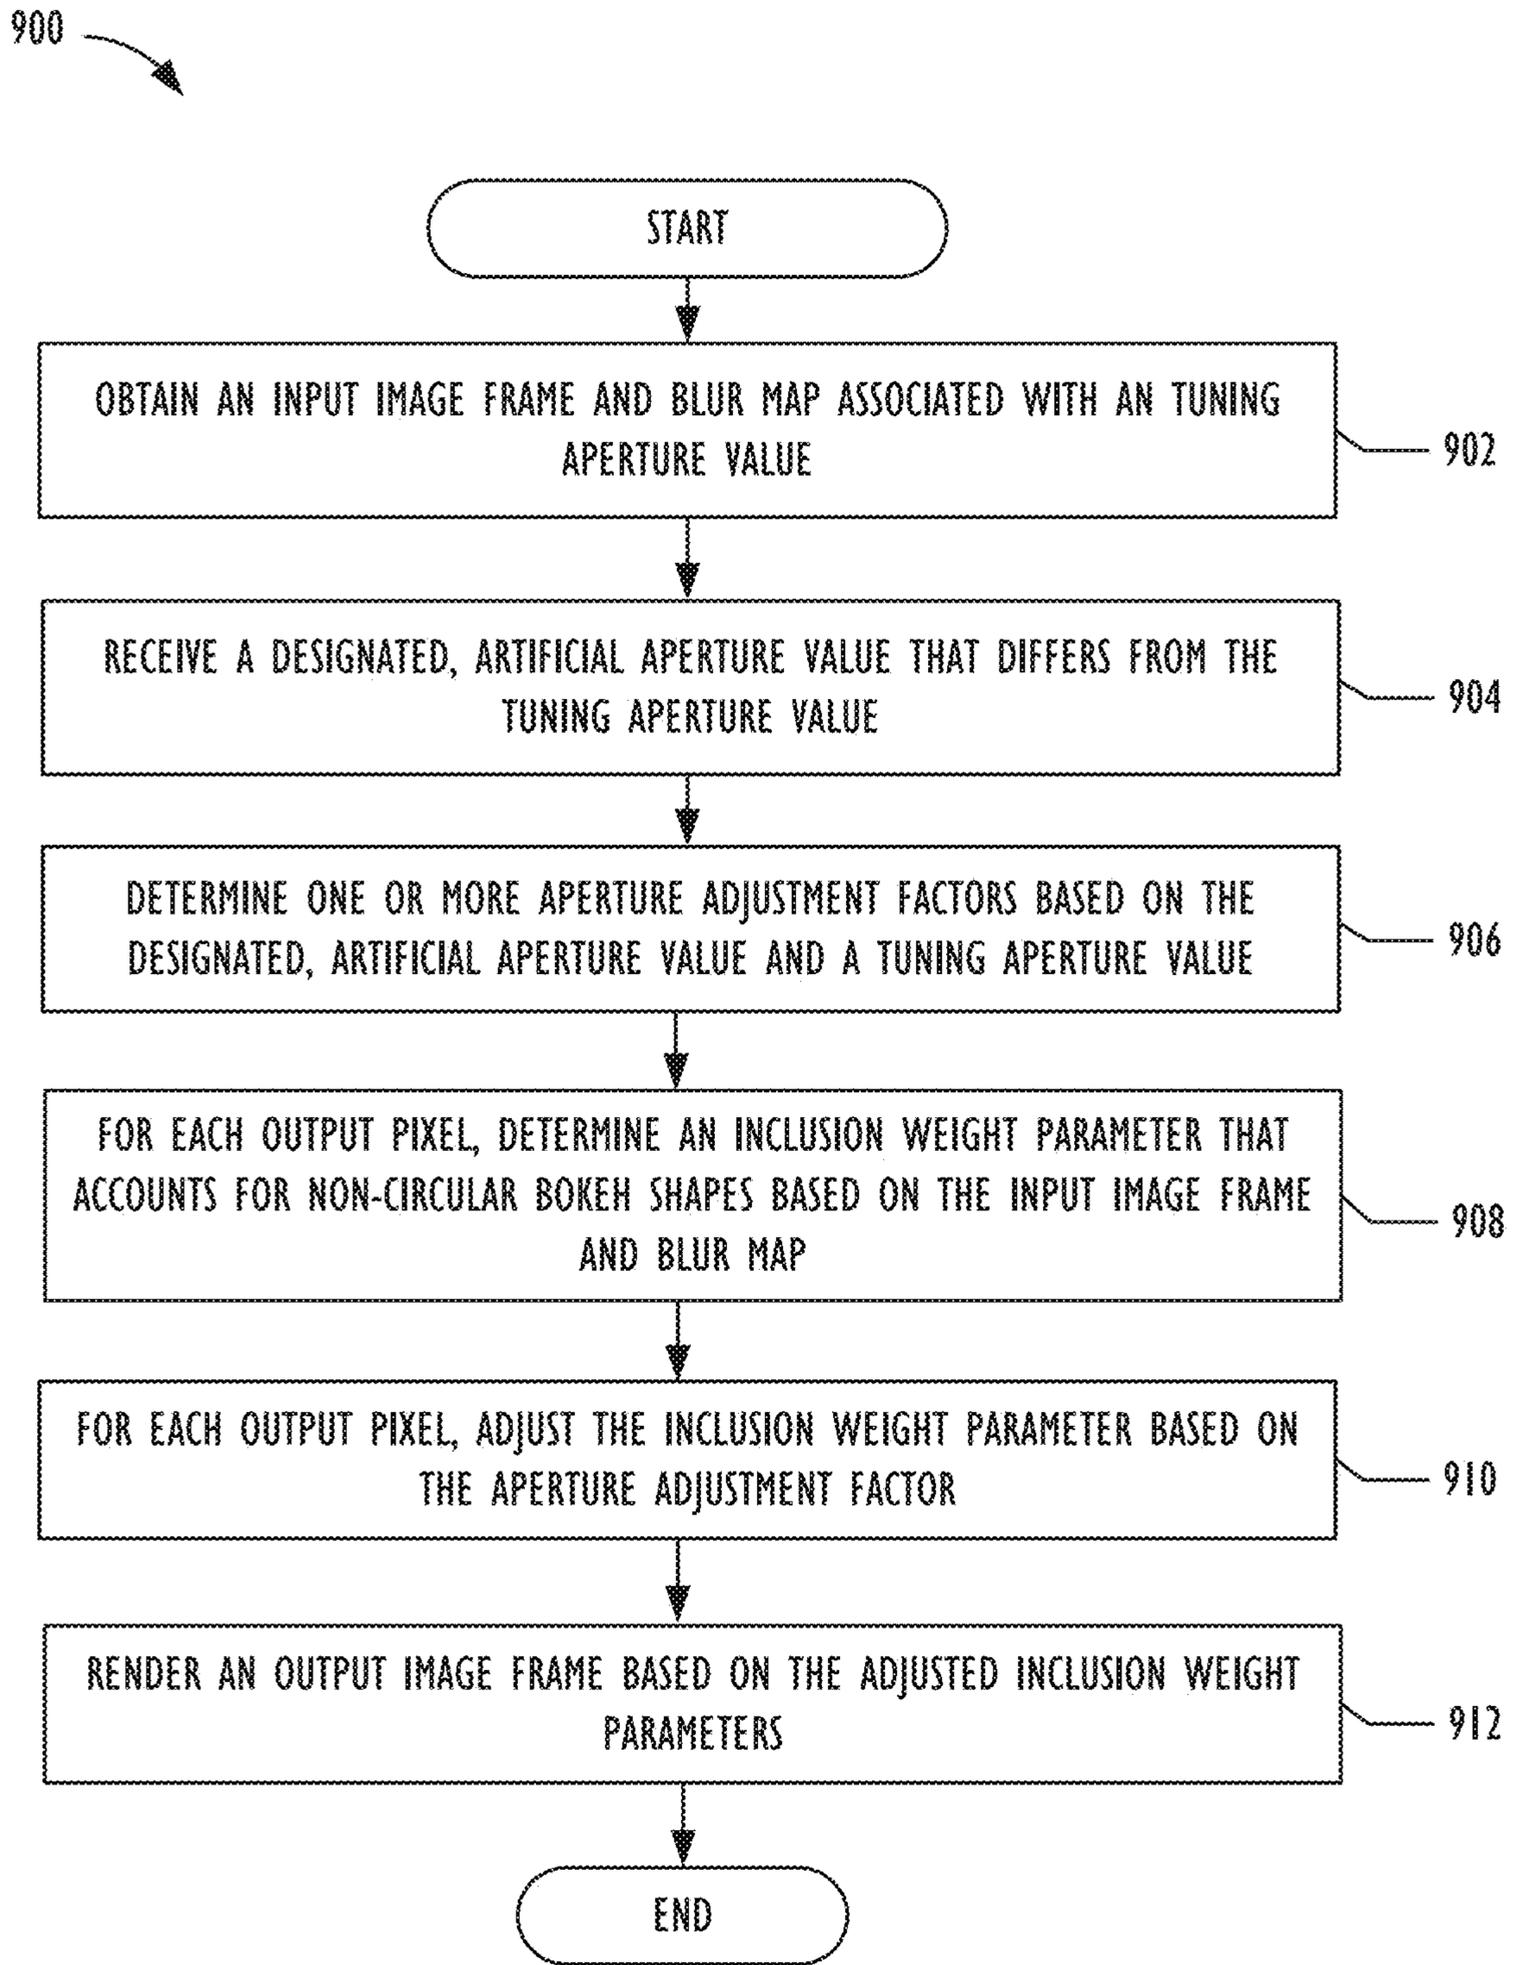 900
START
OBTAIN AN INPUT IMAGE FRAME AND BLUR MAP ASSOCIATED WITH AN TUNING
APERTURE VALUE
902
RECEIVE A DESIGNATED, ARTIFICIAL APERTURE VALUE THAT DIFFERS FROM THE
TUNING APERTURE VALUE
904
DETERMINE ONE OR MORE APERTURE ADJUSTMENT FACTORS BASED ON THE
DESIGNATED, ARTIFICIAL APERTURE VALUE AND A TUNING APERTURE VALUE
906
FOR EACH OUTPUT PIXEL, DETERMINE AN INCLUSION WEIGHT PARAMETER THAT
ACCOUNTS FOR NON-CIRCULAR BOKEH SHAPES BASED ON THE INPUT IMAGE FRAME
AND BLUR MAP
908
FOR EACH OUTPUT PIXEL, ADJUST THE INCLUSION WEIGHT PARAMETER BASED ON
THE APERTURE ADJUSTMENT FACTOR
910
RENDER AN OUTPUT IMAGE FRAME BASED ON THE ADJUSTED INCLUSION WEIGHT
PARAMETERS
912
END